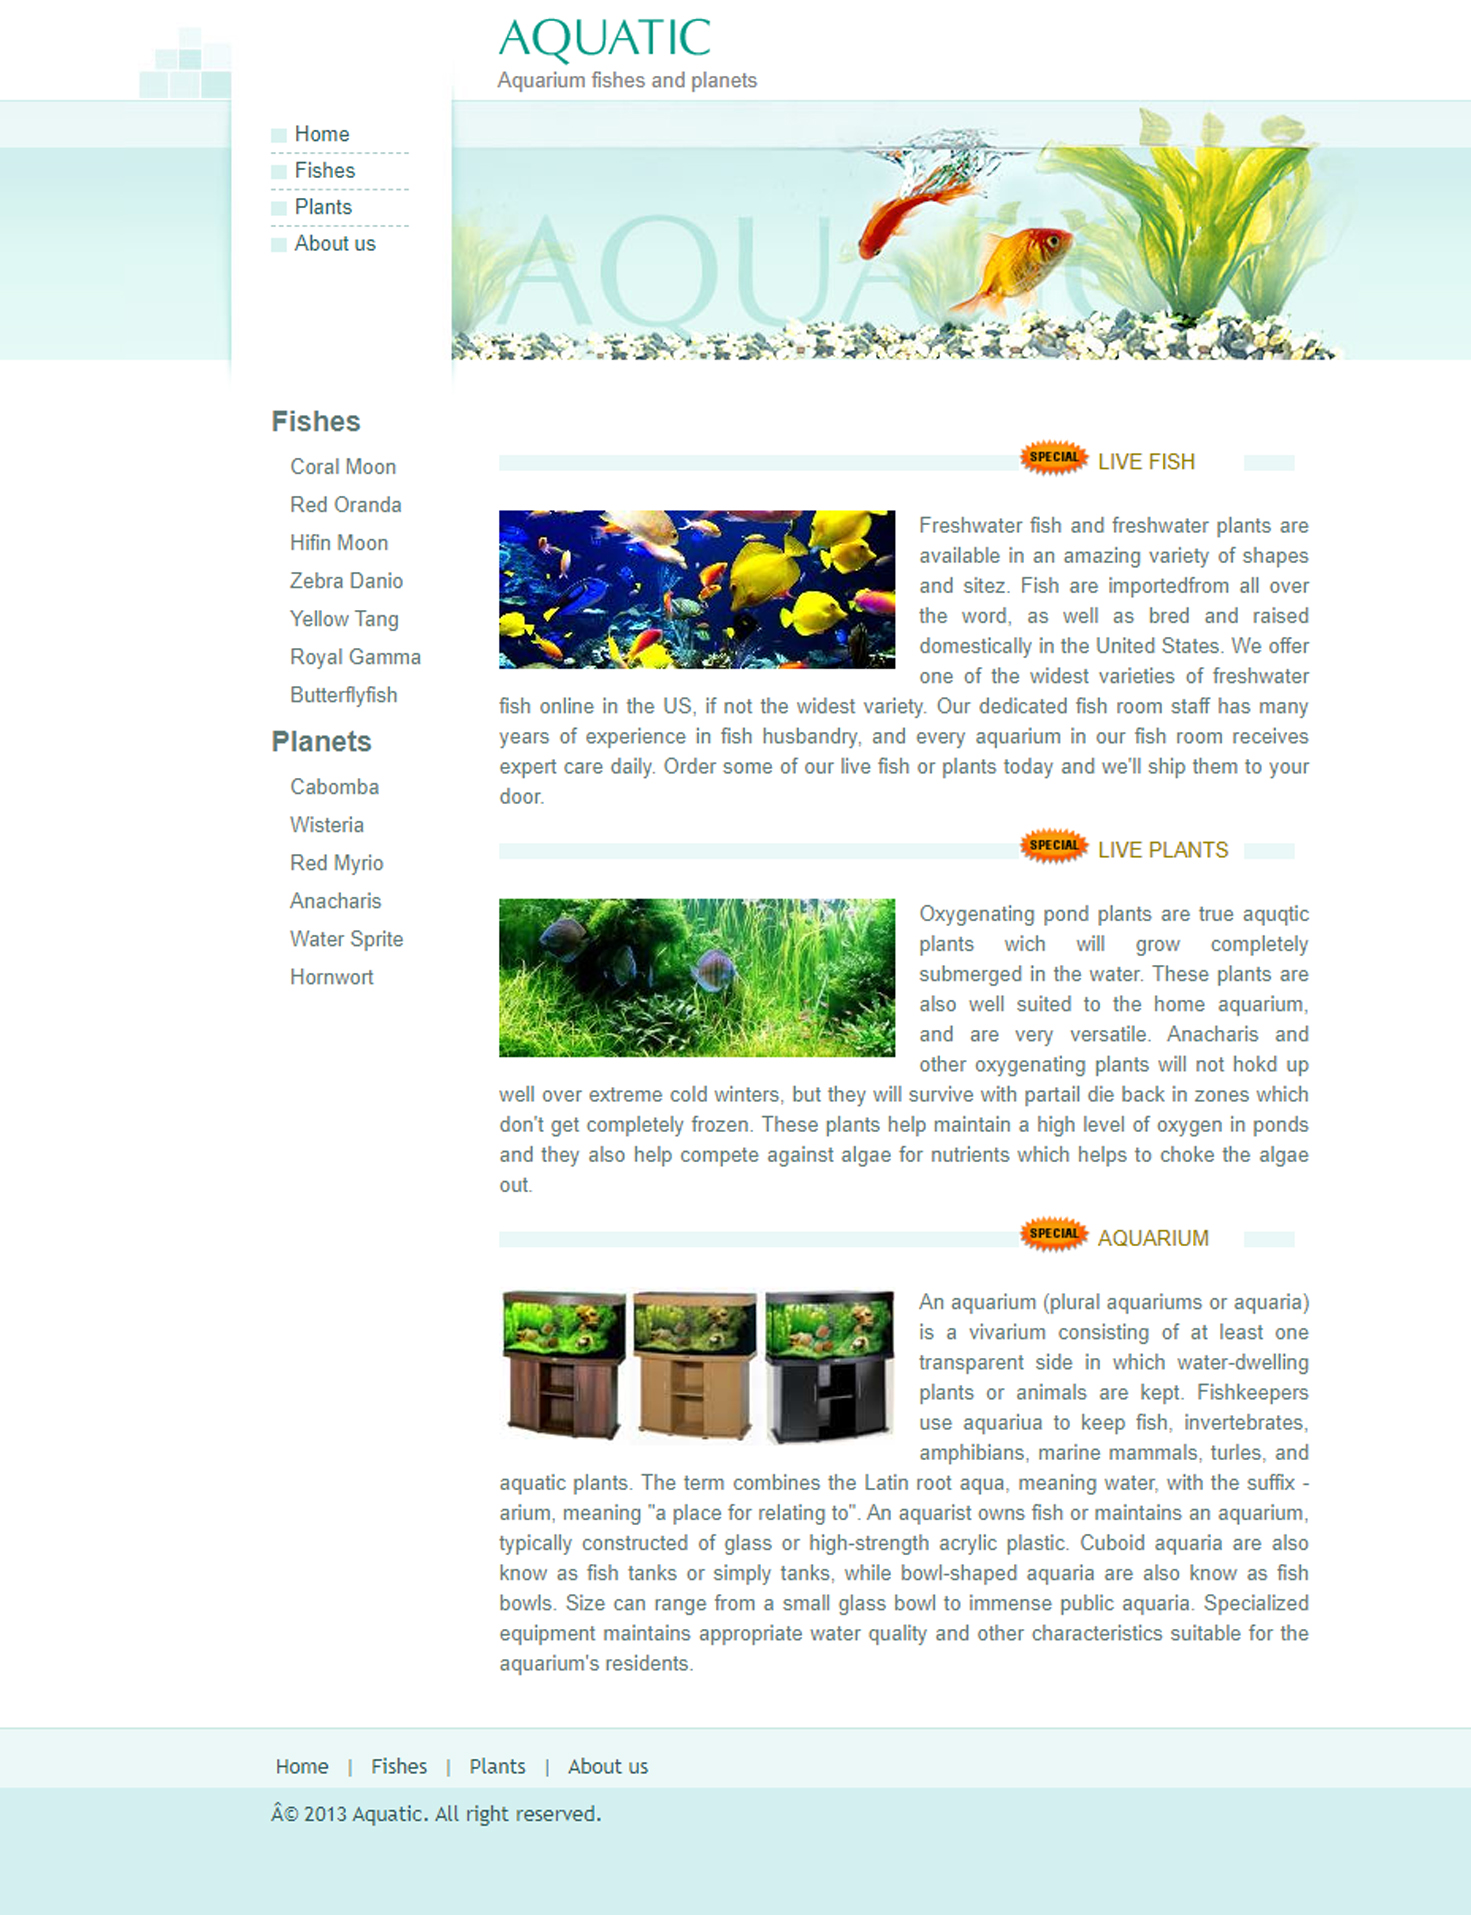 AQUATIC
Aquarium fishes and planets
Home
Fishes
Plants
About us
AQUATIC
Fishes
Coral Moon
Red Oranda
Hifin Moon
Zebra Danio
Yellow Tang
Royal Gamma
Butterflyfish
Planets
Cabomba
Wisteria
Red Myrio
Anacharis
Water Sprite
Hornwort
SPECIAL LIVE FISH
Freshwater fish and freshwater plants are
available in an amazing variety of shapes
and sitez. Fish are importedfrom all over
the word, as well as bred and raised
domestically in the United States. We offer
one of the widest varieties of freshwater
fish online in the US, if not the widest variety. Our dedicated fish room staff has many
years of experience in fish husbandry, and every aquarium in our fish room receives
expert care daily. Order some of our live fish or plants today and we'll ship them to your
door.
SPECIAL LIVE PLANTS
Oxygenating pond plants are true aquqtic
plants wich will grow completely
submerged in the water. These plants are
also well suited to the home aquarium,
and are very versatile. Anacharis and
other oxygenating plants will not hokd up
well over extreme cold winters, but they will survive with partail die back in zones which
don't get completely frozen. These plants help maintain a high level of oxygen in ponds
and they also help compete against algae for nutrients which helps to choke the algae
out.
SPECIAL AQUARIUM
An aquarium (plural aquariums or aquaria)
is a vivarium consisting of at least one
transparent side in which water-dwelling
plants or animals are kept. Fishkeepers
use aquariua to keep fish, invertebrates,
amphibians, marine mammals, turles, and
aquatic plants. The term combines the Latin root aqua, meaning water, with the suffix -
arium, meaning "a place for relating to". An aquarist owns fish or maintains an aquarium,
typically constructed of glass or high-strength acrylic plastic. Cuboid aquaria are also
know as fish tanks or simply tanks, while bowl-shaped aquaria are also know as fish
bowls. Size can range from a small glass bowl to immense public aquaria. Specialized
equipment maintains appropriate water quality and other characteristics suitable for the
aquarium's residents.
Home | Fishes | Plants | About us
Â© 2013 Aquatic. All right reserved.